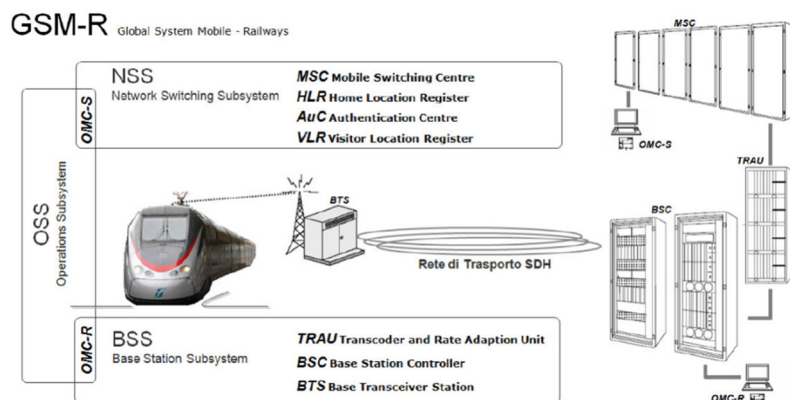 GSM-R Global System Mobile - Railways
NSS
Network Switching Subsystem
MSC Mobile Switching Centre
HLR Home Location Register
AuC Authentication Centre
VLR Visitor Location Register
OMC-S
OSS
Operations Subsystem
OMC-R
BTS
Rete di Trasporto SDH
MSC
OMC-S
TRAU
BSC
OMC-R
BSS
Base Station Subsystem
TRAU Transcoder and Rate Adaption Unit
BSC Base Station Controller
BTS Base Transceiver Station